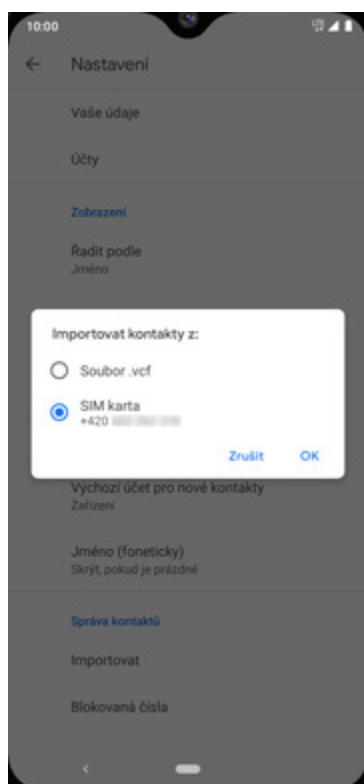 10:00
LTE
Nastavení
Vaše údaje
Účty
Zobrazení
Řadit podle
Jméno
Importovat kontakty z:
Soubor .vcf
SIM karta
+420
Zrušit OK
Výchozí účet pro nové kontakty
Zařízení
Jméno (foneticky)
Skrýt, pokud je prázdné
Správa kontaktů
Importovat
Blokovaná čísla